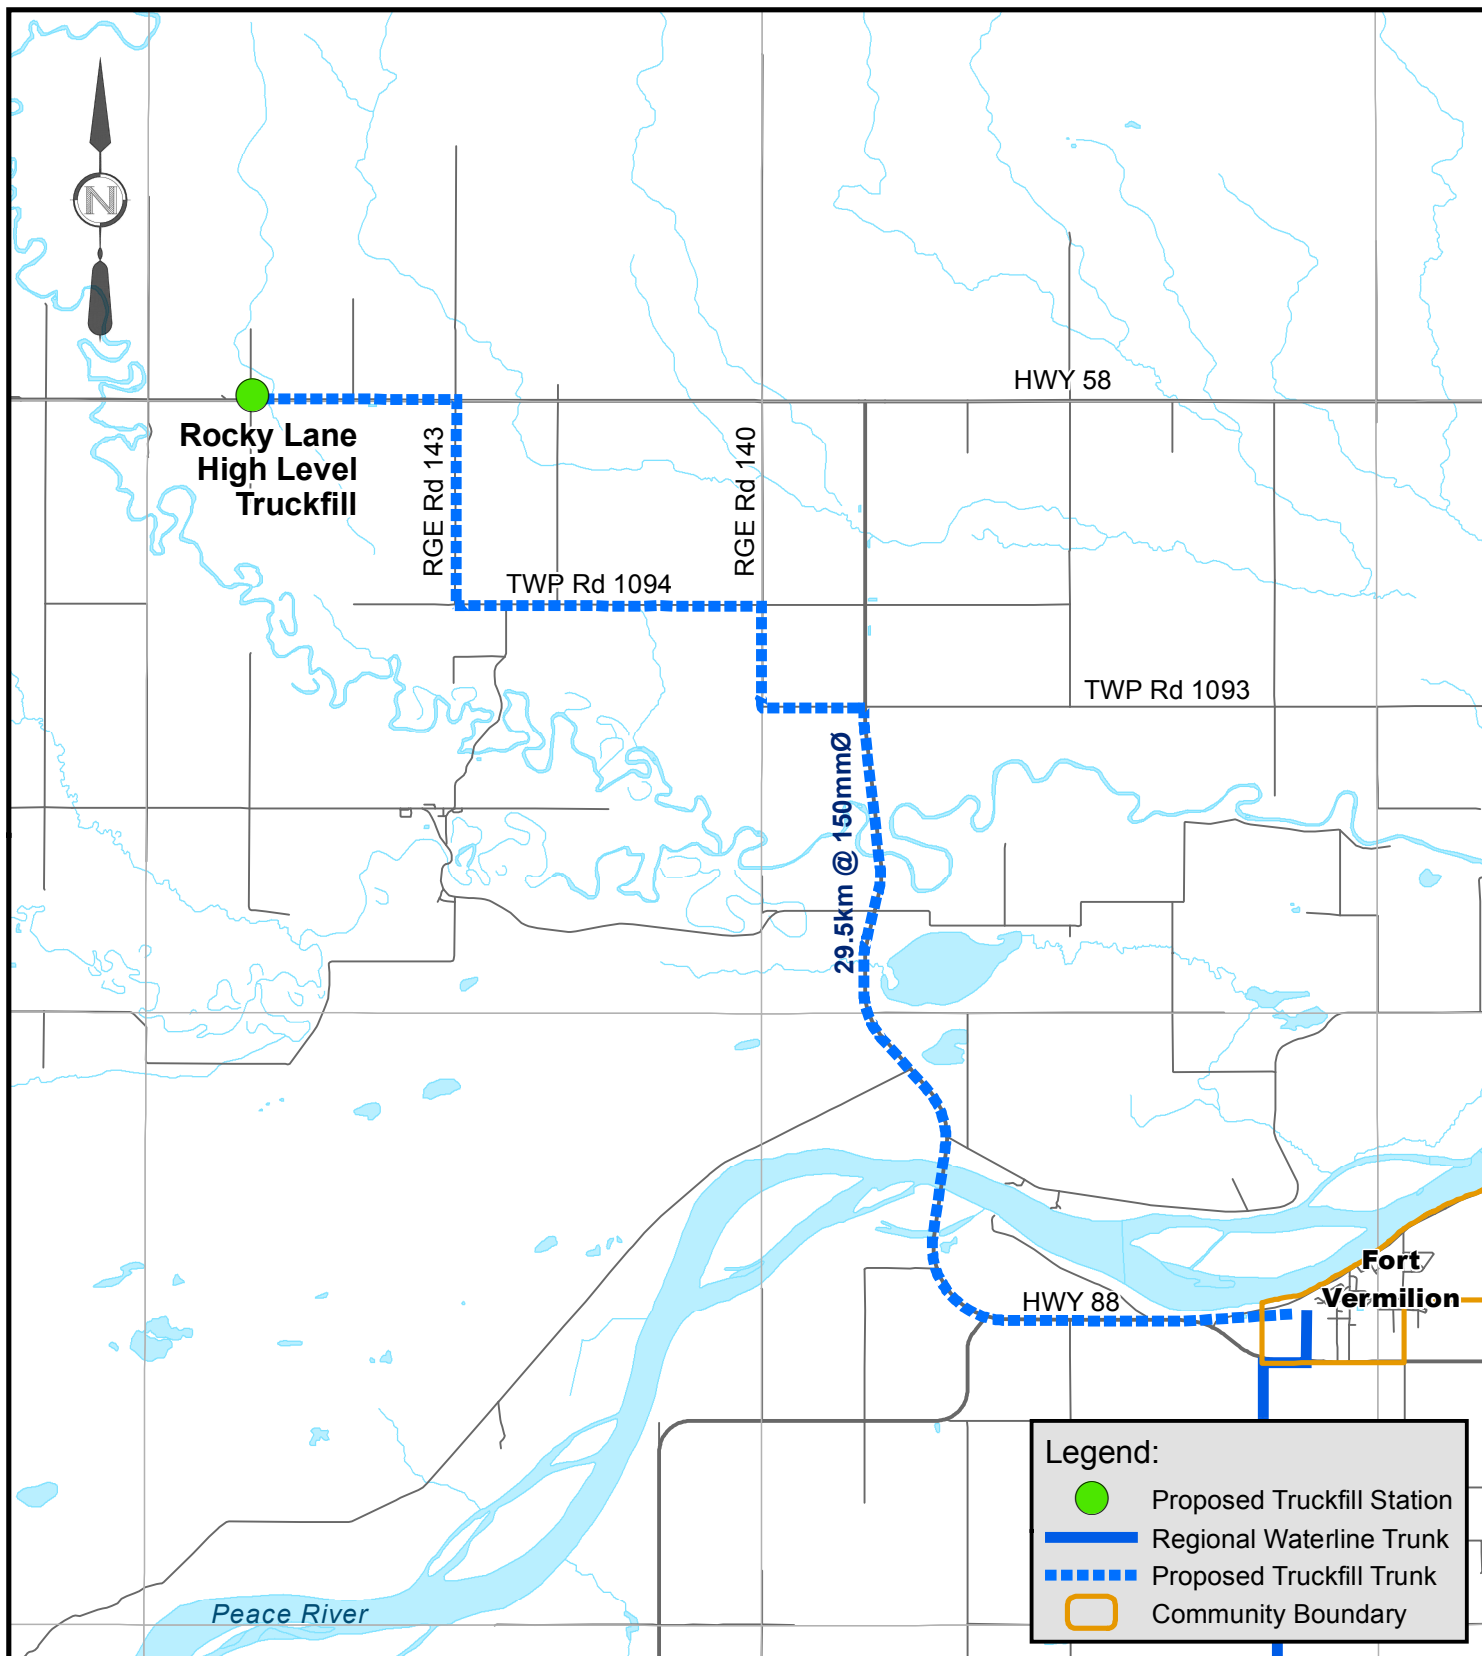 N
HWY 58
Rocky Lane
High Level
Truckfill
RGE Rd 143
RGE Rd 140
TWP Rd 1094
TWP Rd 1093
29.5km @ 150mmØ
Fort
Vermilion
HWY 88
Legend:
Proposed Truckfill Station
Regional Waterline Trunk
Proposed Truckfill Trunk
Community Boundary
Peace River